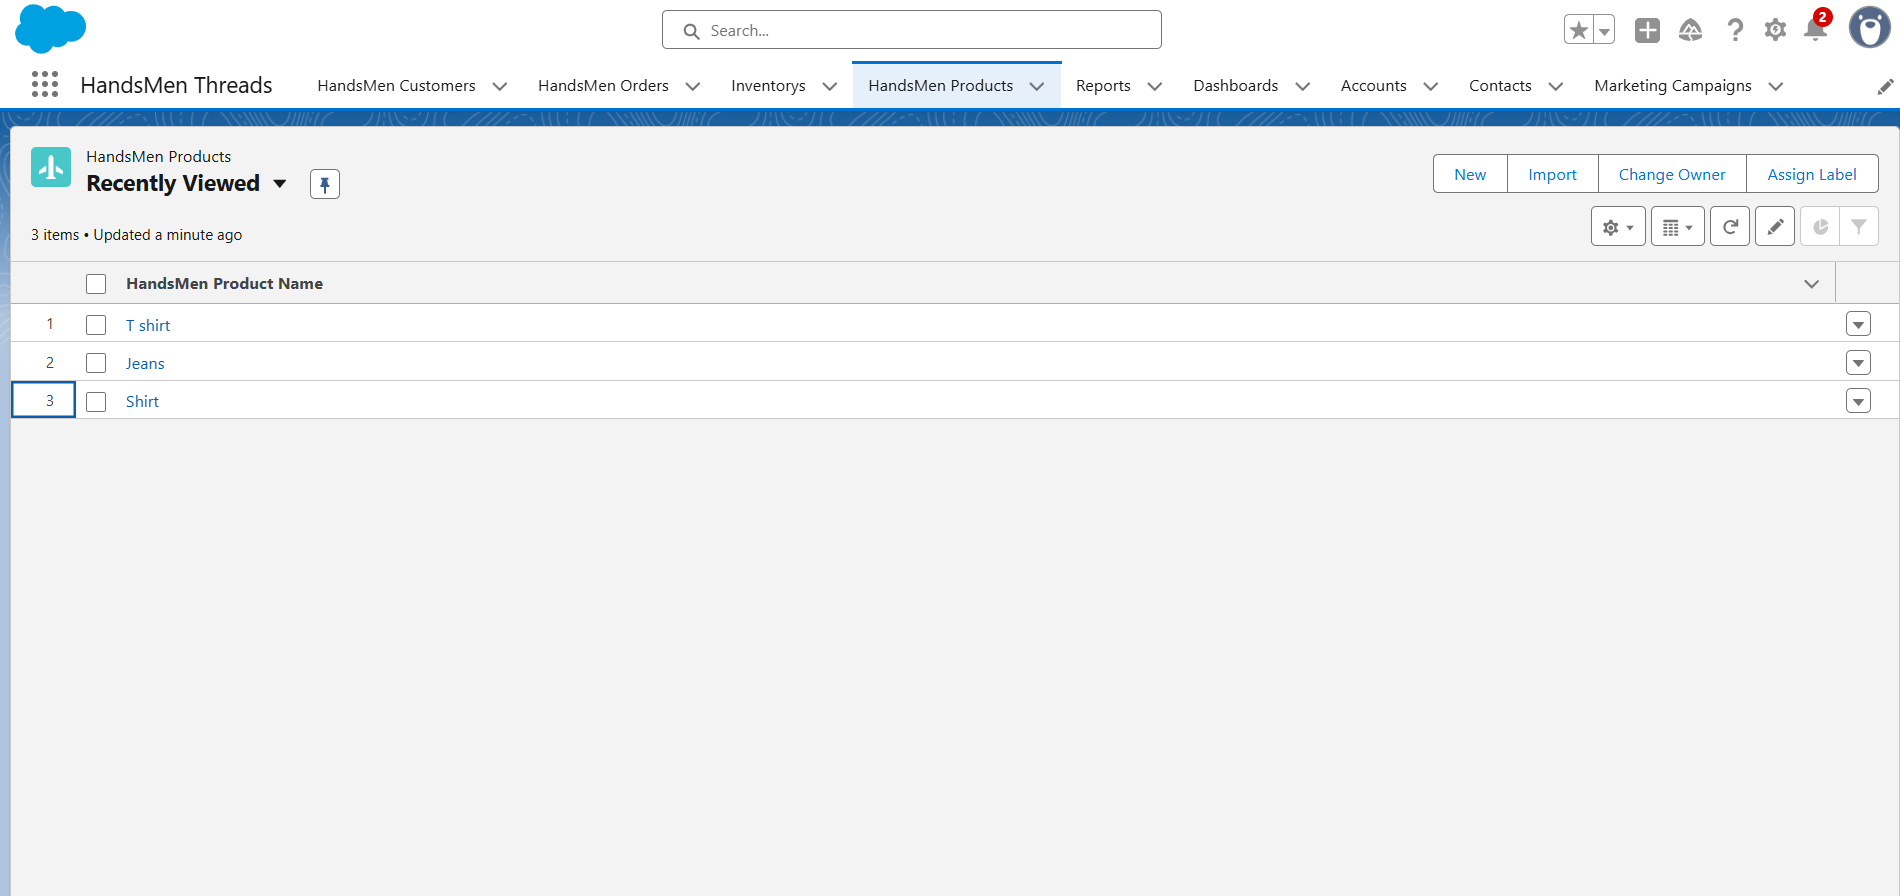 Search...
2
HandsMen Threads
HandsMen Customers
HandsMen Orders
Inventorys
HandsMen Products
Reports
Dashboards
Accounts
Contacts
Marketing Campaigns
HandsMen Products
Recently Viewed
New
Import
Change Owner
Assign Label
3 items • Updated a minute ago
HandsMen Product Name
1 T shirt
2 Jeans
3 Shirt